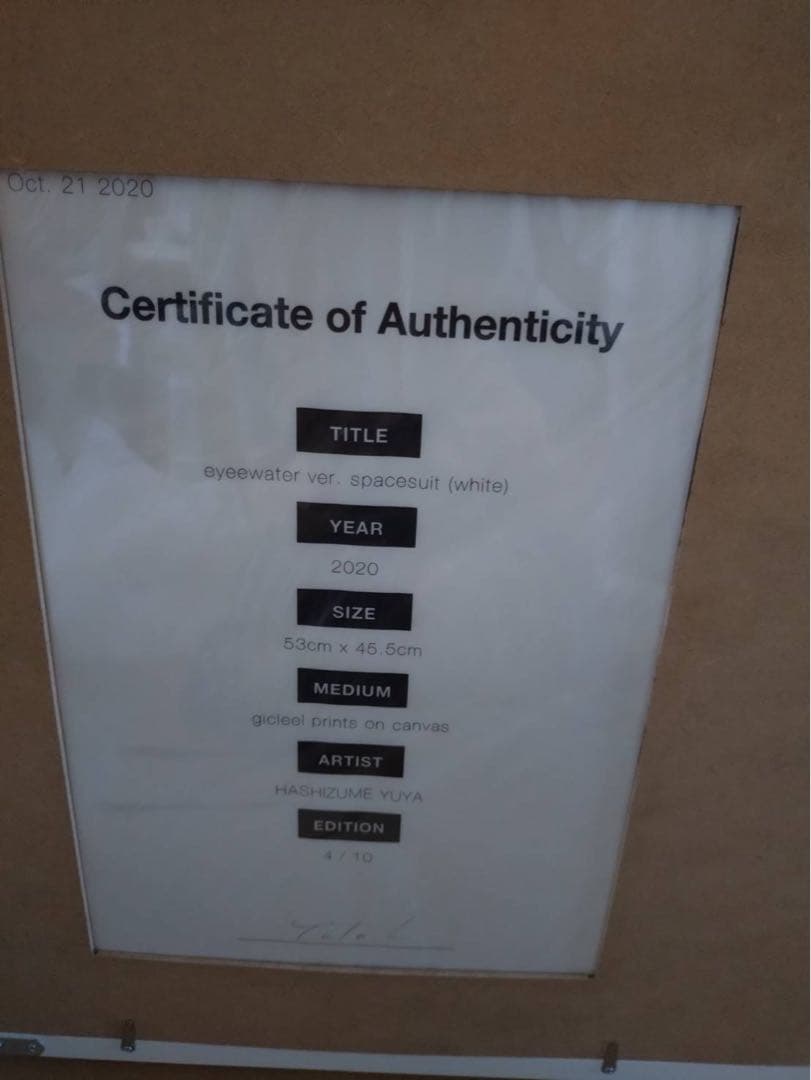 Oct. 21 2020
Certificate of Authenticity
TITLE
eyeewater ver. spacesuit (white)
YEAR
2020
SIZE
53cm x 45.5cm
MEDIUM
gicleel prints on canvas
ARTIST
HASHIZUME YUYA
EDITION
4 / 10